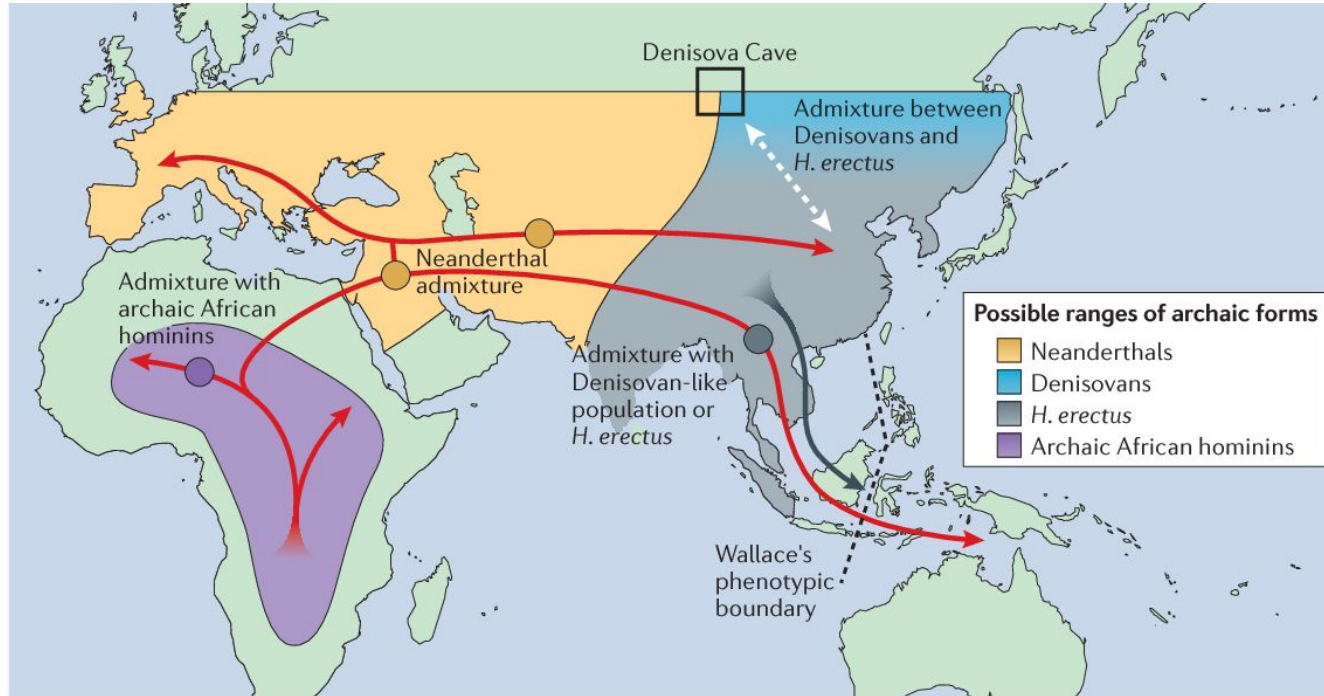 Denisova Cave
Admixture between
Denisovans and
H. erectus
Neanderthal
admixture
Admixture with
archaic African
hominins
Admixture with
Denisovan-like
population or
H. erectus
Wallace's
phenotypic
boundary
Possible ranges of archaic forms
Neanderthals
Denisovans
H. erectus
Archaic African hominins